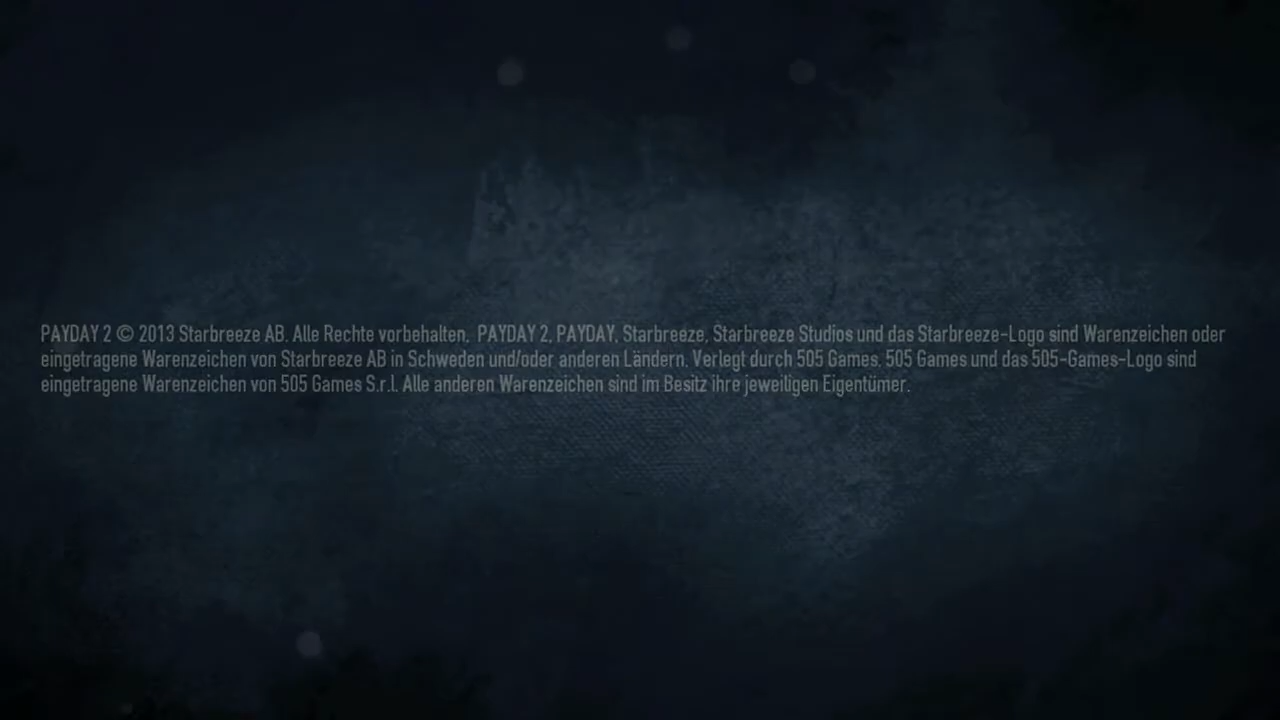 PAYDAY 2 © 2013 Starbreeze AB. Alle Rechte vorbehalten.  PAYDAY 2, PAYDAY, Starbreeze, Starbreeze Studios und das Starbreeze-Logo sind Warenzeichen oder
eingetragene Warenzeichen von Starbreeze AB in Schweden und/oder anderen Ländern. Verlegt durch 505 Games. 505 Games und das 505-Games-Logo sind
eingetragene Warenzeichen von 505 Games S.r.l. Alle anderen Warenzeichen sind im Besitz ihre jeweiligen Eigentümer.